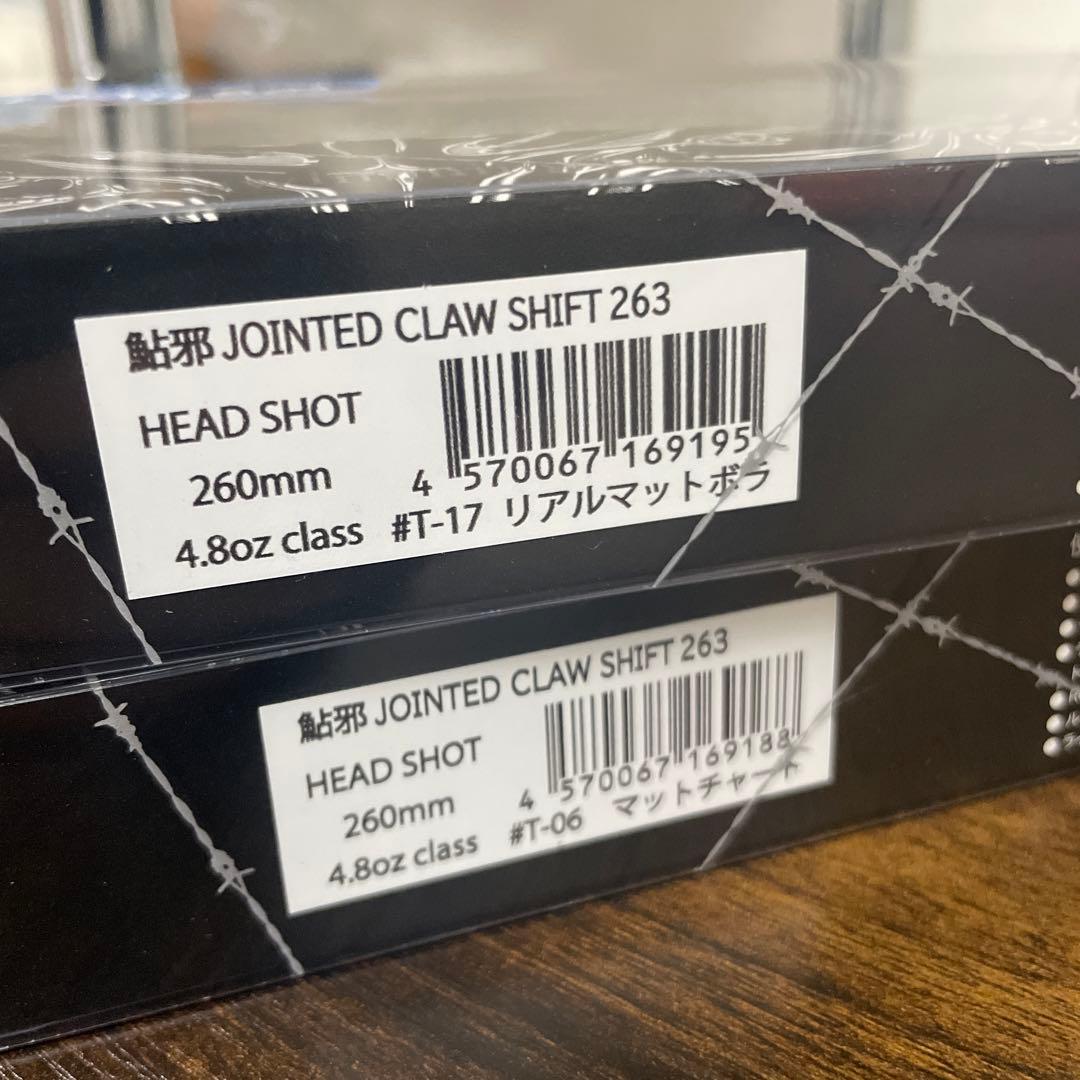 鮎邪 JOINTED CLAW SHIFT 263
HEAD SHOT
260mm
4 570067 169195
4.8oz class #T-17 リアルマットボラ
鮎邪 JOINTED CLAW SHIFT 263
HEAD SHOT
260mm
4 570067 169188
4.8oz class #T-06 マットチャート